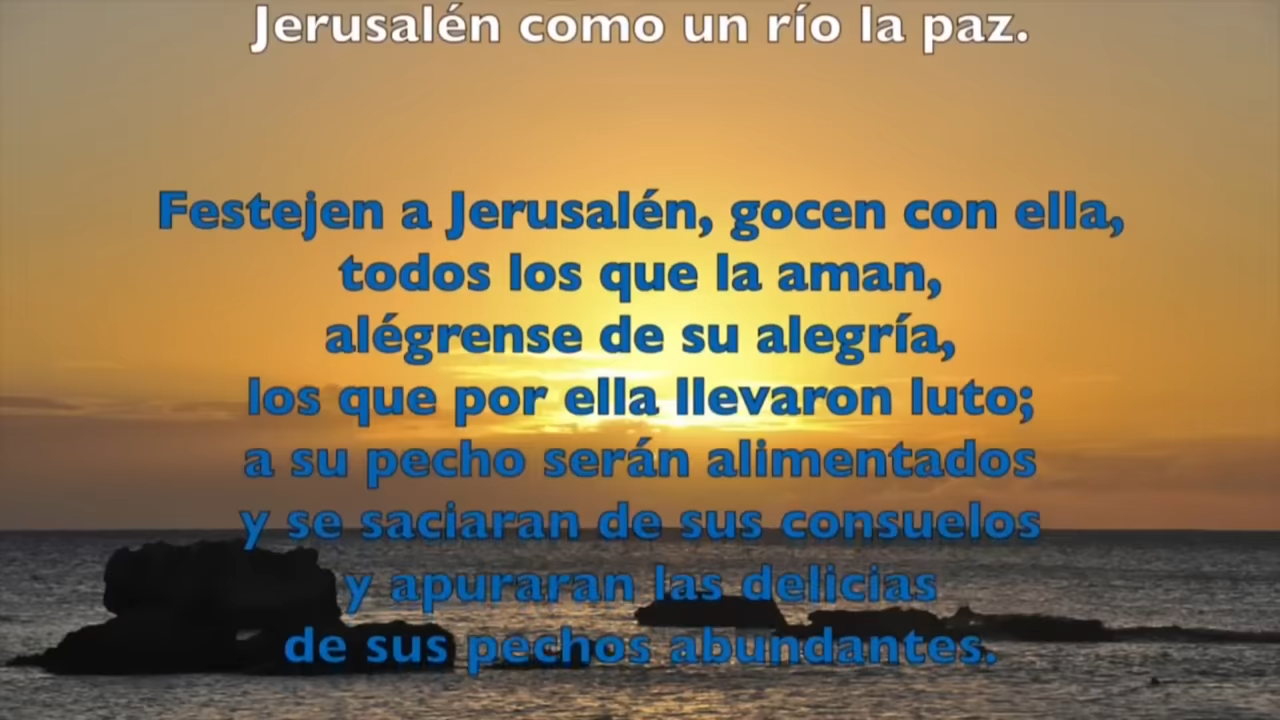 Jerusalén como un río la paz.
Festejen a Jerusalén, gocen con ella,
todos los que la aman,
alégrense de su alegría,
los que por ella llevaron luto;
a su pecho serán alimentados
y se saciaran de sus consuelos
y apuraran las delicias
de sus pechos abundantes.